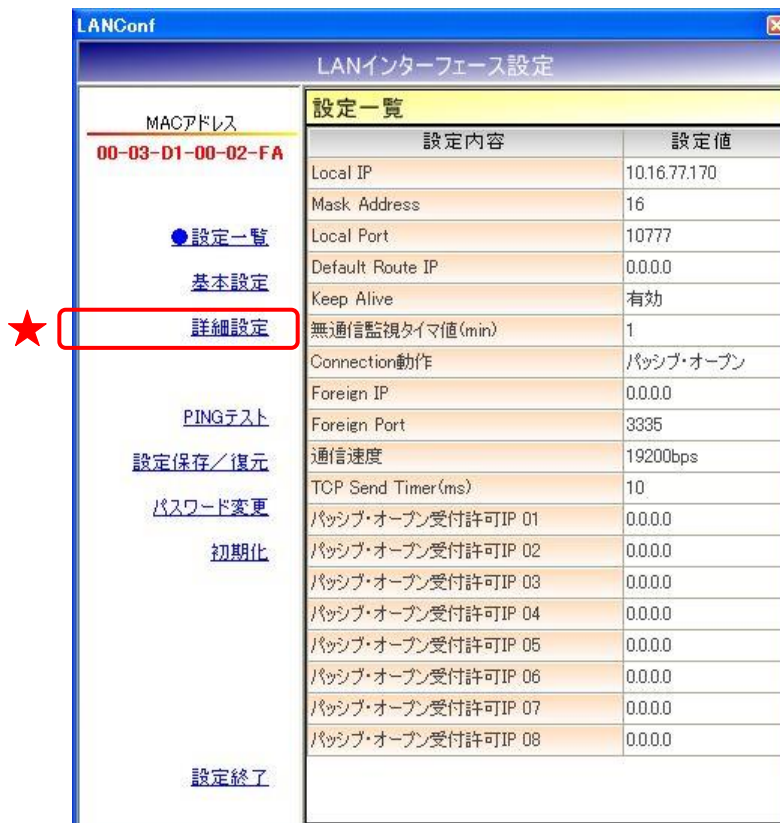 LANConf
LANインターフェース設定
MACアドレス
00-03-D1-00-02-FA
●設定一覧
基本設定
★ 詳細設定
PINGテスト
設定保存／復元
パスワード変更
初期化
設定終了
設定一覧
設定内容 設定値
Local IP 10.16.77.170
Mask Address 16
Local Port 10777
Default Route IP 0.0.0.0
Keep Alive 有効
無通信監視タイマ値(min) 1
Connection動作 パッシブ・オープン
Foreign IP 0.0.0.0
Foreign Port 3335
通信速度 19200bps
TCP Send Timer(ms) 10
パッシブ・オープン受付許可IP 01 0.0.0.0
パッシブ・オープン受付許可IP 02 0.0.0.0
パッシブ・オープン受付許可IP 03 0.0.0.0
パッシブ・オープン受付許可IP 04 0.0.0.0
パッシブ・オープン受付許可IP 05 0.0.0.0
パッシブ・オープン受付許可IP 06 0.0.0.0
パッシブ・オープン受付許可IP 07 0.0.0.0
パッシブ・オープン受付許可IP 08 0.0.0.0